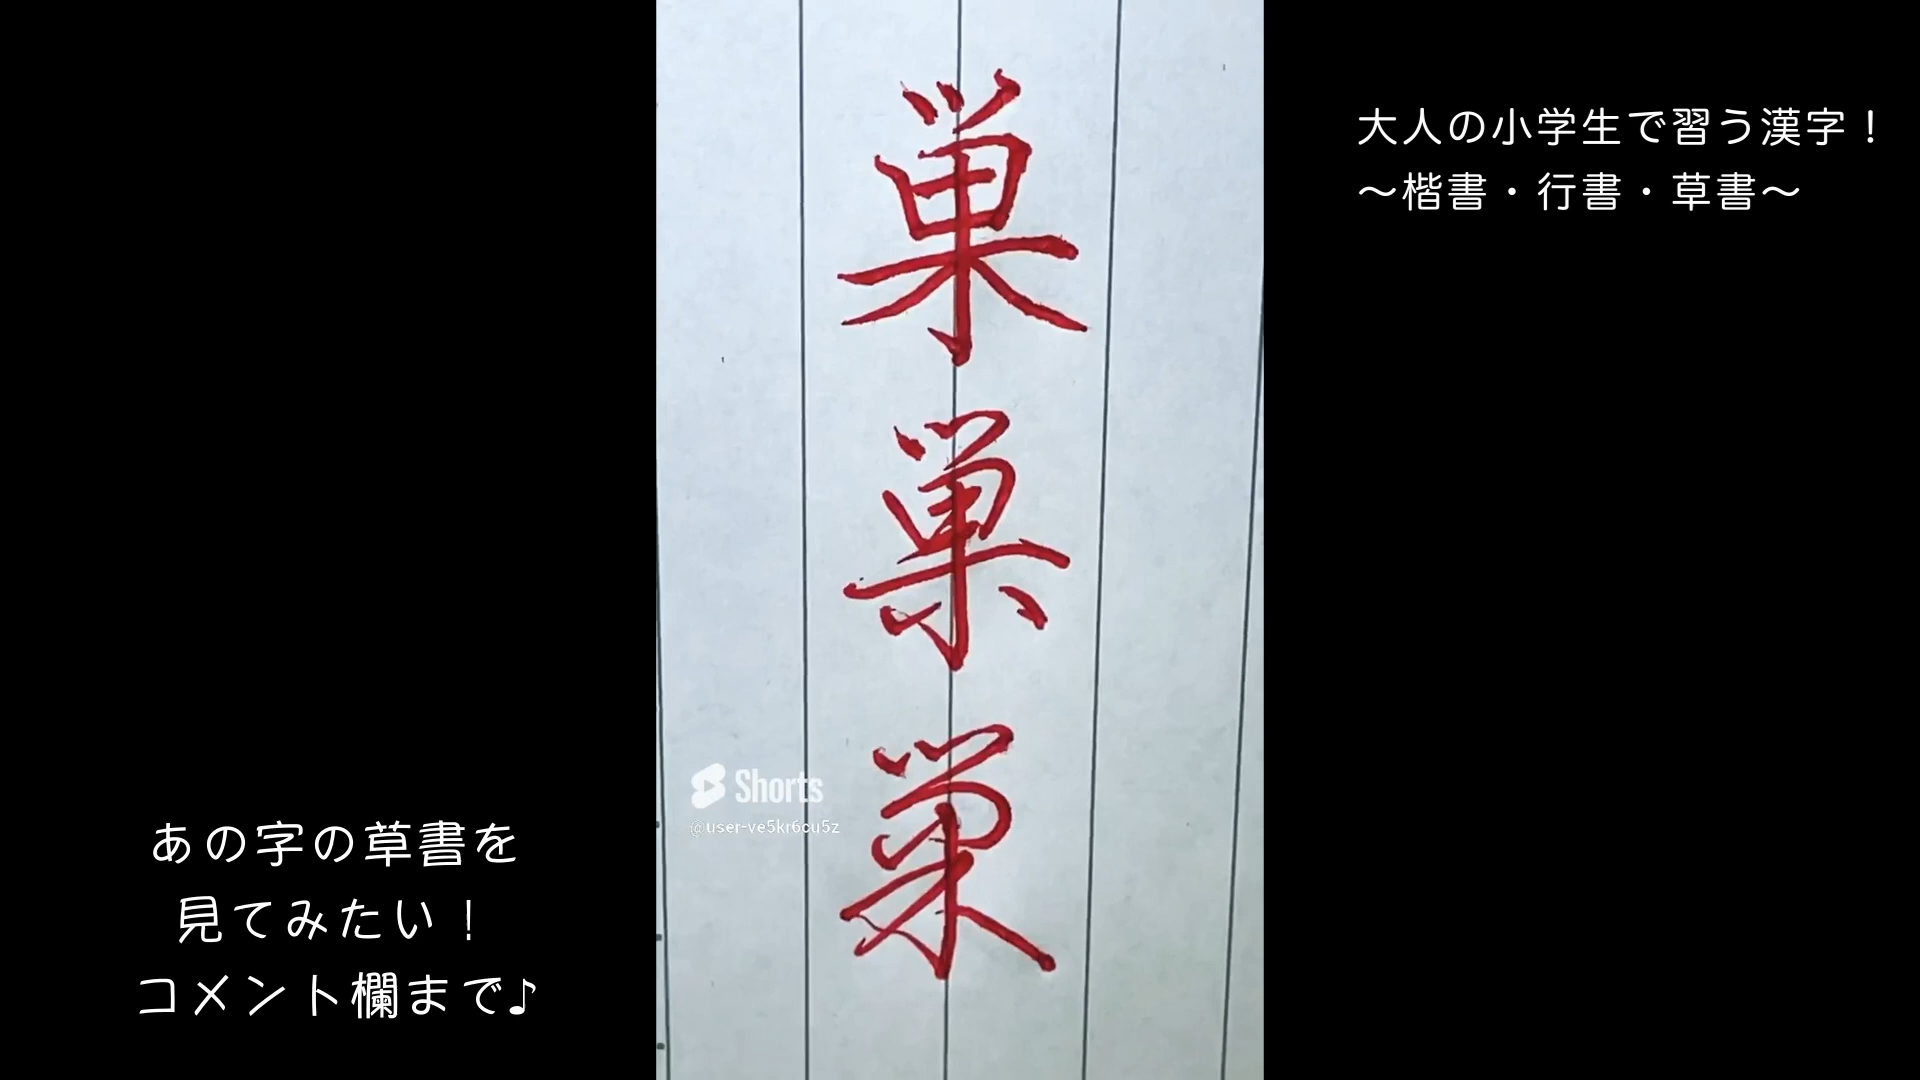 大人の小学生で習う漢字！
～楷書・行書・草書～
巣
巣
巣
Shorts
@user-ve5kr6cu5z
あの字の草書を
見てみたい！
コメント欄まで♪